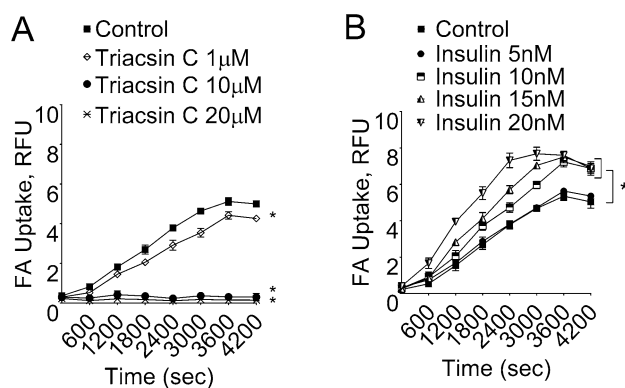 A
Control
Triacsin C 1μM
Triacsin C 10μM
Triacsin C 20μM
FA Uptake, RFU
10
8
6
4
2
0
*
*
*
600
1200
1800
2400
3000
3600
4200
Time (sec)
B
Control
Insulin 5nM
Insulin 10nM
Insulin 15nM
Insulin 20nM
FA Uptake, RFU
10
8
6
4
2
0
*
600
1200
1800
2400
3000
3600
4200
Time (sec)